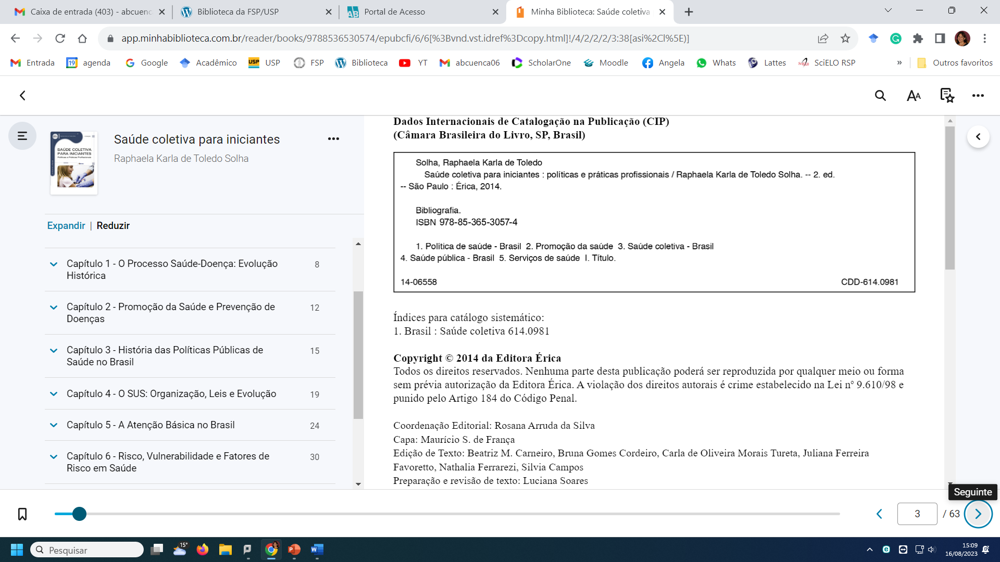 Caixa de entrada (403) - abcuenc
Biblioteca da FSP/USP
Portal de Acesso
Minha Biblioteca: Saúde coletiva
app.minhabiblioteca.com.br/reader/books/9788536530574/epubcfi/6/6[%3Bvnd.vst.idref%3Dcopy.html]!/4/2/2/2/3:38[asi%2Cl%5E)]
Entrada
19 agenda
Google
Acadêmico
USP USP
FSP
Biblioteca
YT
abcuenca06
ScholarOne
Moodle
Angela
Whats
Lattes
SciELO RSP
»
Outros favoritos
Saúde coletiva para iniciantes
Raphaela Karla de Toledo Solha
SAÚDE COLETIVA
PARA INICIANTES
Políticas e Práticas Profissionais
Expandir | Reduzir
Capítulo 1 - O Processo Saúde-Doença: Evolução 8
Histórica
Capítulo 2 - Promoção da Saúde e Prevenção de 12
Doenças
Capítulo 3 - História das Políticas Públicas de 15
Saúde no Brasil
Capítulo 4 - O SUS: Organização, Leis e Evolução 19
Capítulo 5 - A Atenção Básica no Brasil 24
Capítulo 6 - Risco, Vulnerabilidade e Fatores de 30
Risco em Saúde
Dados Internacionais de Catalogação na Publicação (CIP)
(Câmara Brasileira do Livro, SP, Brasil)
Solha, Raphaela Karla de Toledo
Saúde coletiva para iniciantes : políticas e práticas profissionais / Raphaela Karla de Toledo Solha. -- 2. ed.
-- São Paulo : Érica, 2014.
Bibliografia.
ISBN 978-85-365-3057-4
1. Política de saúde - Brasil 2. Promoção da saúde 3. Saúde coletiva - Brasil
4. Saúde pública - Brasil 5. Serviços de saúde I. Título.
14-06558 CDD-614.0981
Índices para catálogo sistemático:
1. Brasil : Saúde coletiva 614.0981
Copyright © 2014 da Editora Érica
Todos os direitos reservados. Nenhuma parte desta publicação poderá ser reproduzida por qualquer meio ou forma
sem prévia autorização da Editora Érica. A violação dos direitos autorais é crime estabelecido na Lei nº 9.610/98 e
punido pelo Artigo 184 do Código Penal.
Coordenação Editorial: Rosana Arruda da Silva
Capa: Maurício S. de França
Edição de Texto: Beatriz M. Carneiro, Bruna Gomes Cordeiro, Carla de Oliveira Morais Tureta, Juliana Ferreira
Favoretto, Nathalia Ferrarezi, Silvia Campos
Preparação e revisão de texto: Luciana Soares
Seguinte
3 / 63
Pesquisar
15°
15:09
16/08/2023